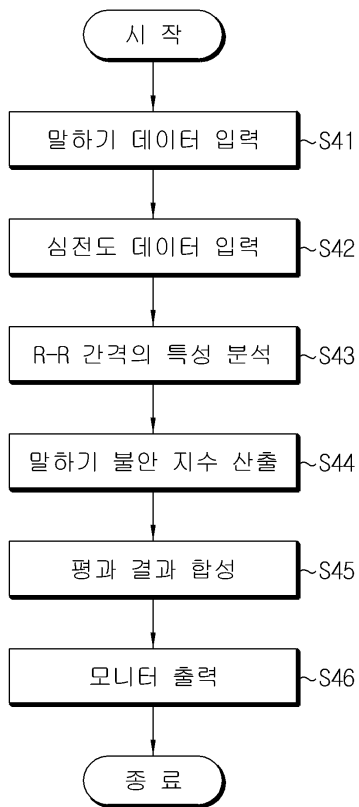 시 작
말하기 데이터 입력 ~S41
심전도 데이터 입력 ~S42
R-R 간격의 특성 분석 ~S43
말하기 불안 지수 산출 ~S44
평과 결과 합성 ~S45
모니터 출력 ~S46
종 료